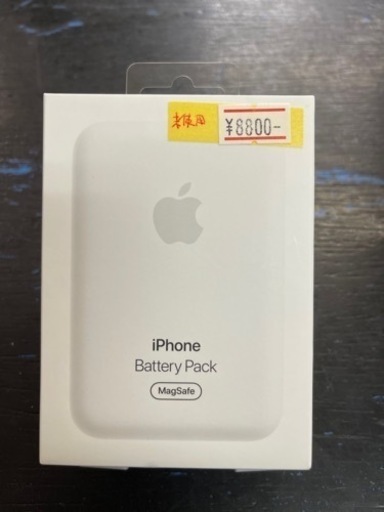 未使用
¥8800-
iPhone
Battery Pack
MagSafe